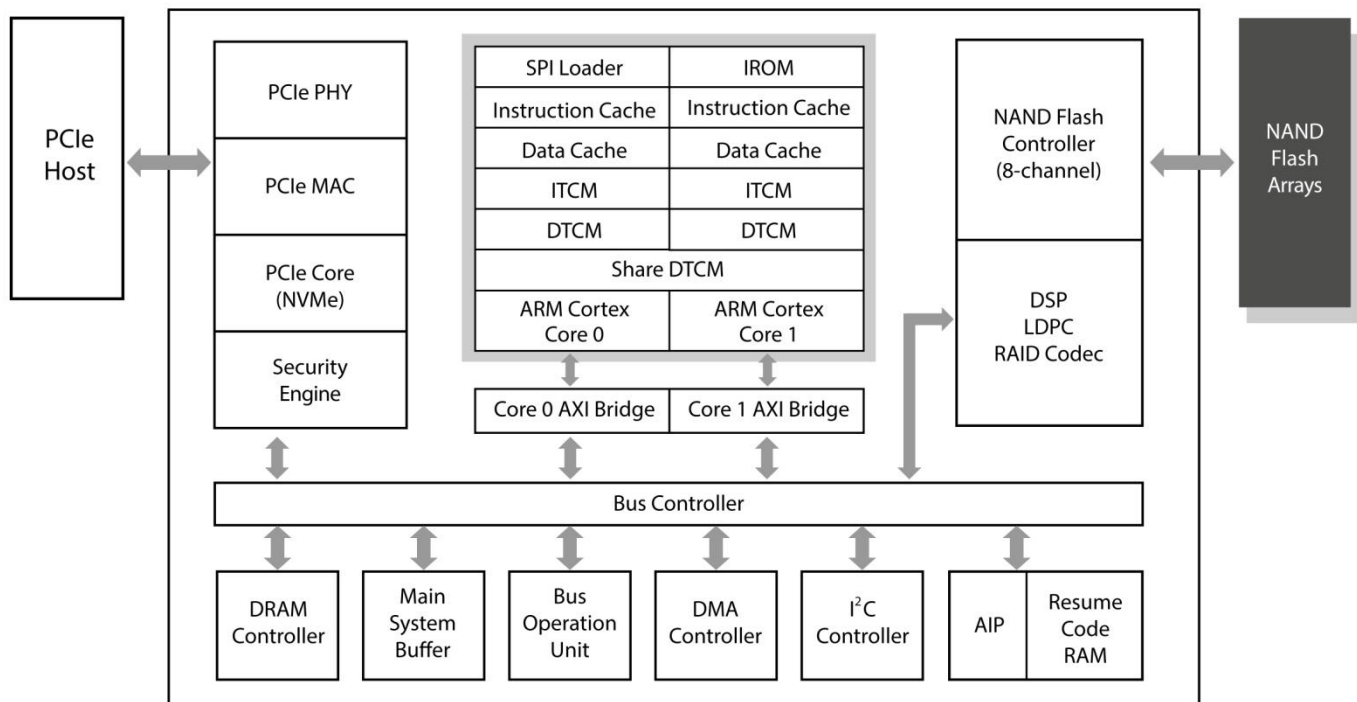 PCIe
Host
PCIe PHY
PCIe MAC
PCIe Core
(NVMe)
Security
Engine
SPI Loader
IROM
Instruction Cache
Instruction Cache
Data Cache
Data Cache
ITCM
ITCM
DTCM
DTCM
Share DTCM
ARM Cortex
Core 0
ARM Cortex
Core 1
Core 0 AXI Bridge
Core 1 AXI Bridge
NAND Flash
Controller
(8-channel)
DSP
LDPC
RAID Codec
NAND
Flash
Arrays
Bus Controller
DRAM
Controller
Main
System
Buffer
Bus
Operation
Unit
DMA
Controller
I²C
Controller
AIP
Resume
Code
RAM